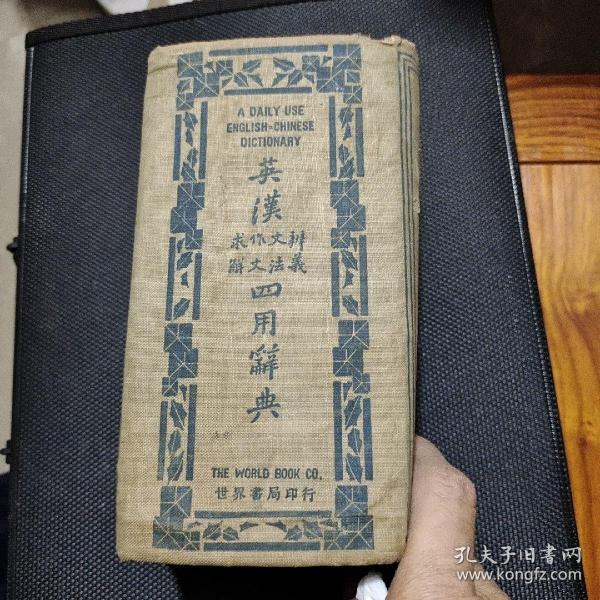 A DAILY USE
ENGLISH=CHINESE
DICTIONARY
英漢
求作文辨
解文法義
四用辭典
THE WORLD BOOK CO.
世界書局印行
孔夫子旧书网
www.kongfz.com